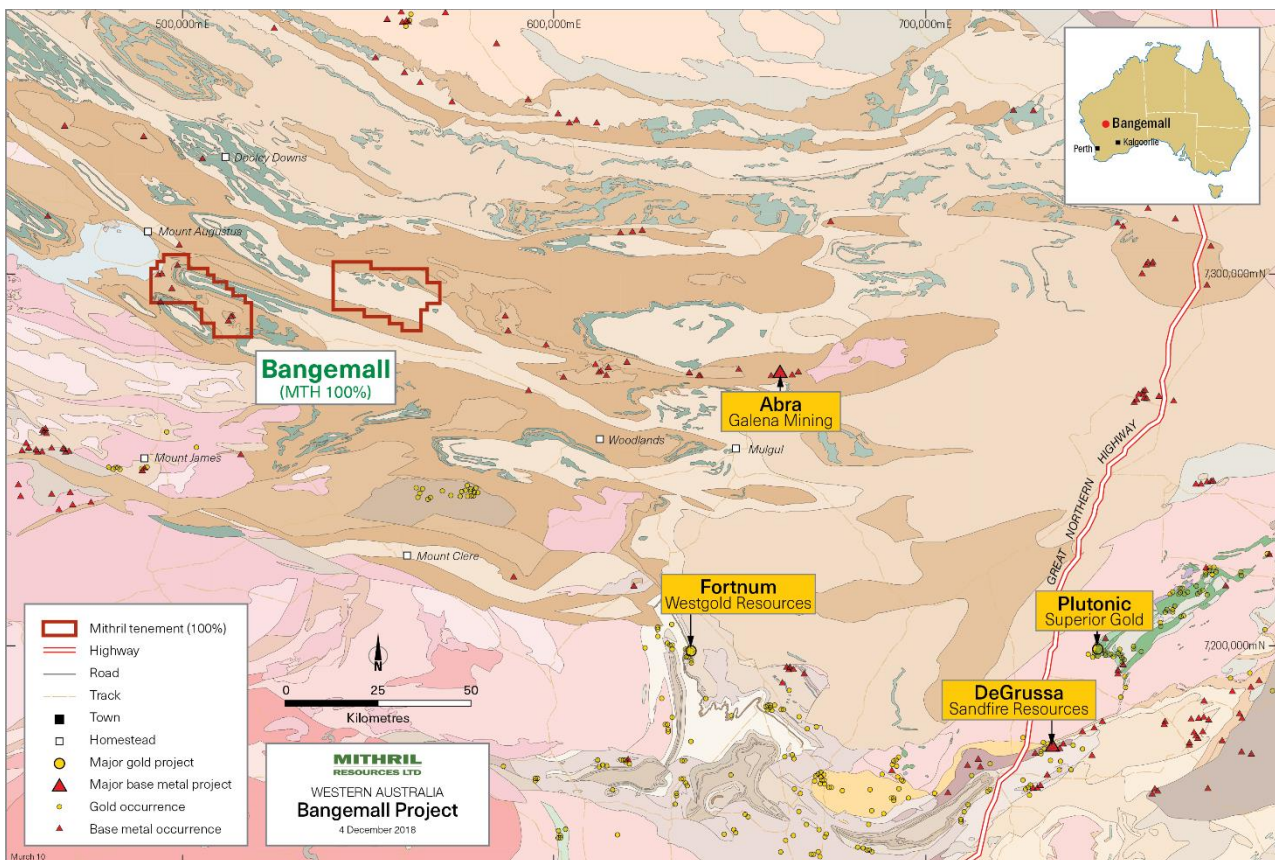 500,000mE
600,000mE
700,000mE
Bangemall
Perth
Kalgoorlie
Dooley Downs
Mount Augustus
7,300,000mN
Bangemall
(MTH 100%)
Abra
Galena Mining
Woodlands
Mulgul
Mount James
GREAT NORTHERN HIGHWAY
Mount Clere
Fortnum
Westgold Resources
Plutonic
Superior Gold
7,200,000mN
DeGrussa
Sandfire Resources
Mithril tenement (100%)
Highway
Road
Track
Town
Homestead
Major gold project
Major base metal project
Gold occurrence
Base metal occurrence
N
0 25 50
Kilometres
MITHRIL
RESOURCES LTD
WESTERN AUSTRALIA
Bangemall Project
4 December 2018
March 10